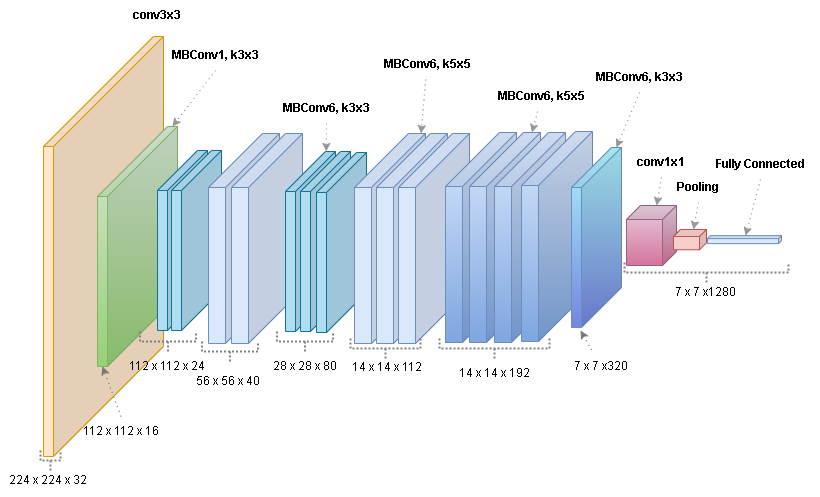 conv3x3
MBConv1, k3x3
MBConv6, k5x5
MBConv6, k3x3
MBConv6, k3x3
MBConv6, k5x5
conv1x1
Fully Connected
Pooling
7 x 7 x1280
112 x 112 x 24
56 x 56 x 40
28 x 28 x 80
14 x 14 x 112
14 x 14 x 192
7 x 7 x320
112 x 112 x 16
224 x 224 x 32